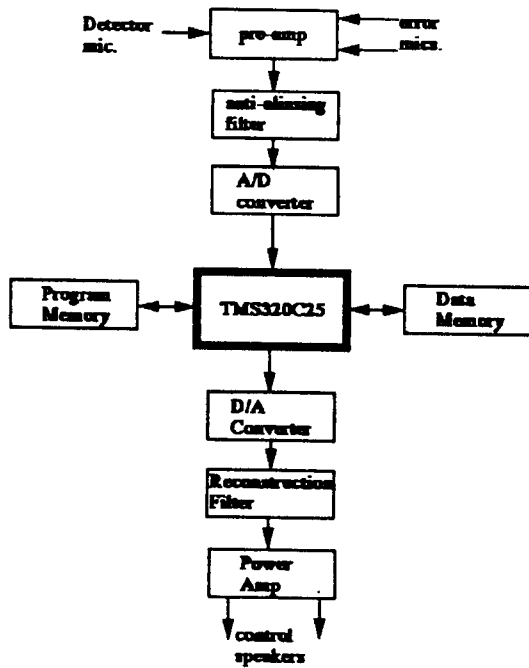 Detector
mic.
pre-amp
error
mics.
anti-aliasing
filter
A/D
converter
Program
Memory
TMS320C25
Data
Memory
D/A
Converter
Reconstruction
Filter
Power
Amp
control
speakers